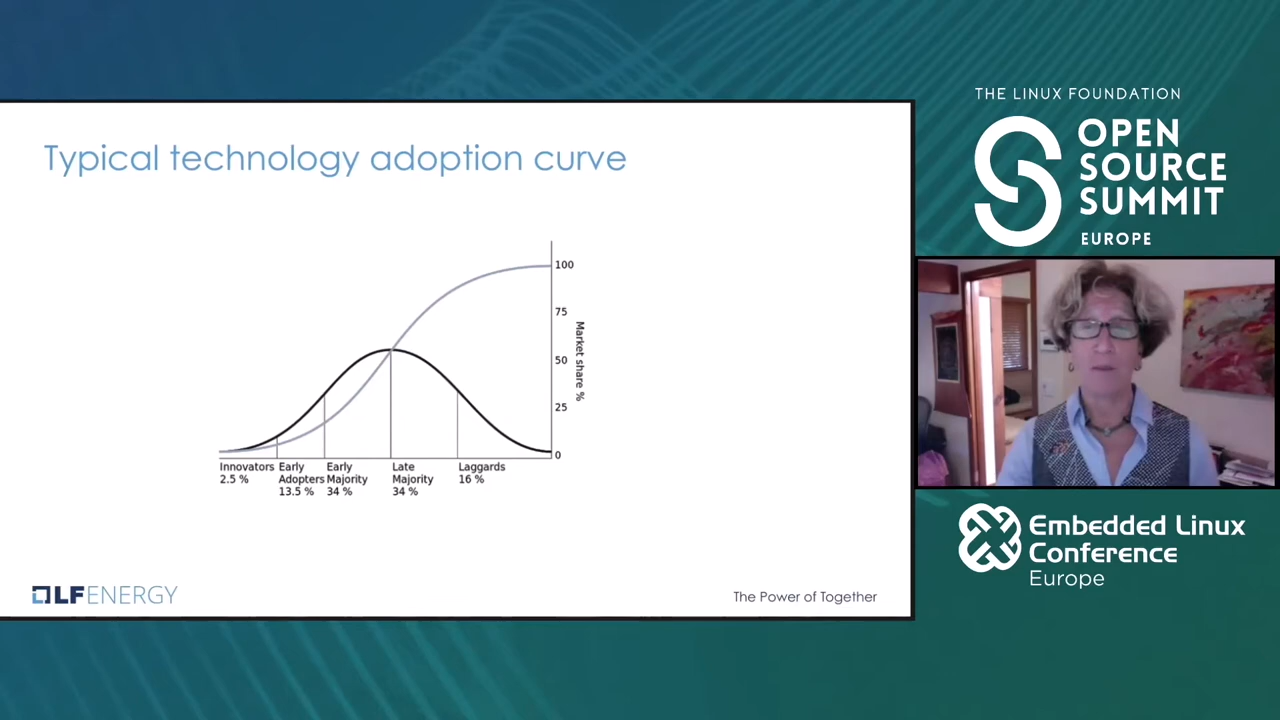 Typical technology adoption curve
100
75
50
25
0
Market share %
Innovators
2.5 %
Early
Adopters
13.5 %
Early
Majority
34 %
Late
Majority
34 %
Laggards
16 %
LFENERGY
The Power of Together
THE LINUX FOUNDATION
OPEN
SOURCE
SUMMIT
EUROPE
Embedded Linux
Conference
Europe